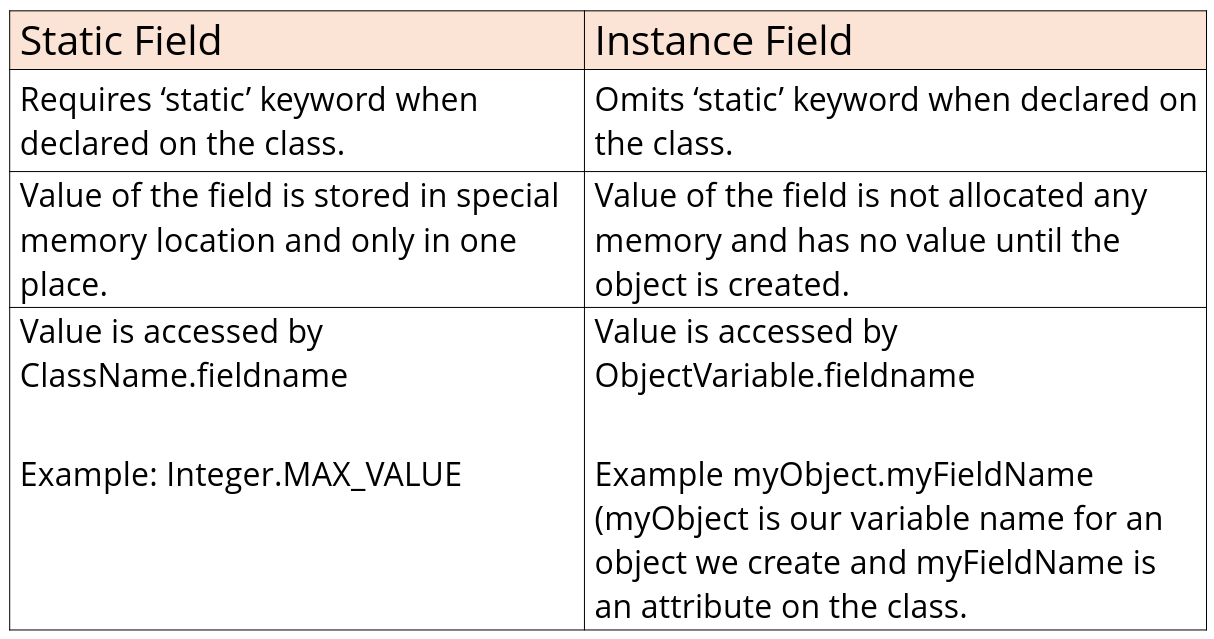 Static Field
Instance Field
Requires ‘static’ keyword when
declared on the class.
Omits ‘static’ keyword when declared on
the class.
Value of the field is stored in special
memory location and only in one
place.
Value of the field is not allocated any
memory and has no value until the
object is created.
Value is accessed by
ClassName.fieldname
Example: Integer.MAX_VALUE
Value is accessed by
ObjectVariable.fieldname
Example myObject.myFieldName
(myObject is our variable name for an
object we create and myFieldName is
an attribute on the class.